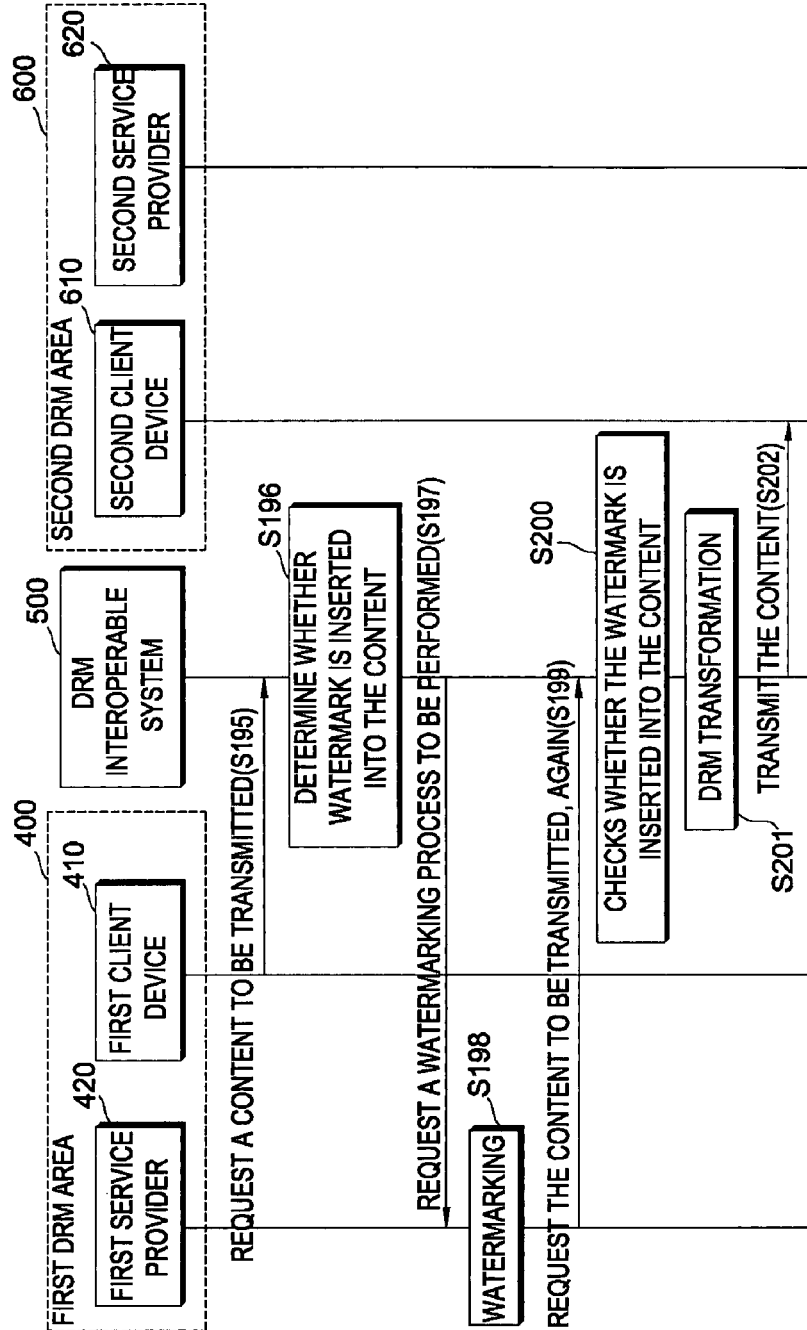 400
FIRST DRM AREA
420
FIRST SERVICE
PROVIDER
410
FIRST CLIENT
DEVICE
500
DRM
INTEROPERABLE
SYSTEM
600
SECOND DRM AREA
610
SECOND CLIENT
DEVICE
620
SECOND SERVICE
PROVIDER
REQUEST A CONTENT TO BE TRANSMITTED(S195)
S196
DETERMINE WHETHER
WATERMARK IS INSERTED
INTO THE CONTENT
REQUEST A WATERMARKING PROCESS TO BE PERFORMED(S197)
WATERMARKING
S198
REQUEST THE CONTENT TO BE TRANSMITTED, AGAIN(S199)
S200
CHECKS WHETHER THE WATERMARK IS
INSERTED INTO THE CONTENT
DRM TRANSFORMATION
S201
TRANSMIT THE CONTENT(S202)